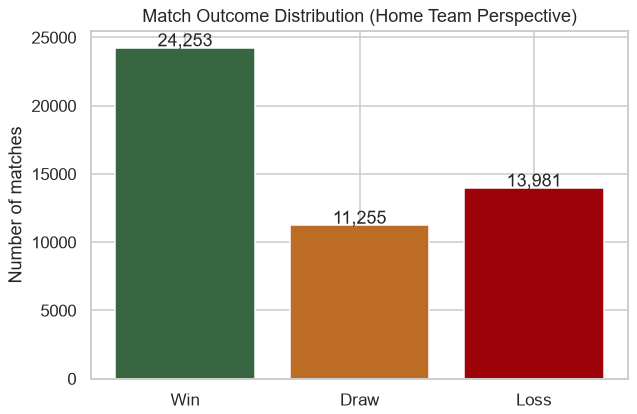 Match Outcome Distribution (Home Team Perspective)
Number of matches
25000
20000
15000
10000
5000
0
24,253
11,255
13,981
Win
Draw
Loss